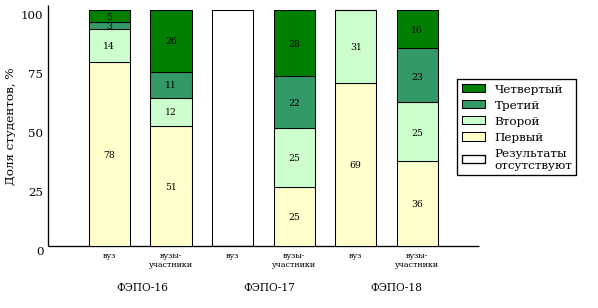 100
75
50
25
0
Доля студентов, %
5
3
14
78
26
11
12
51
28
22
25
25
31
69
16
23
25
36
вуз
вузы-
участники
вуз
вузы-
участники
вуз
вузы-
участники
ФЭПО-16
ФЭПО-17
ФЭПО-18
Четвертый
Третий
Второй
Первый
Результаты
отсутствуют